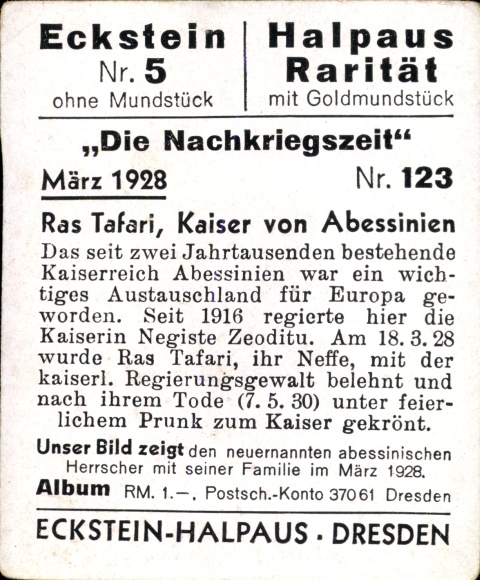 Eckstein
Nr. 5
ohne Mundstück
Halpaus
Rarität
mit Goldmundstück
„Die Nachkriegszeit“
März 1928 Nr. 123
Ras Tafari, Kaiser von Abessinien
Das seit zwei Jahrtausenden bestehende
Kaiserreich Abessinien war ein wich-
tiges Austauschland für Europa ge-
worden. Seit 1916 regierte hier die
Kaiserin Negiste Zeoditu. Am 18. 3. 28
wurde Ras Tafari, ihr Neffe, mit der
kaiserl. Regierungsgewalt belehnt und
nach ihrem Tode (7. 5. 30) unter feier-
lichem Prunk zum Kaiser gekrönt.
Unser Bild zeigt den neuernannten abessinischen
Herrscher mit seiner Familie im März 1928.
Album RM. 1.–, Postsch.-Konto 37061 Dresden
ECKSTEIN-HALPAUS · DRESDEN